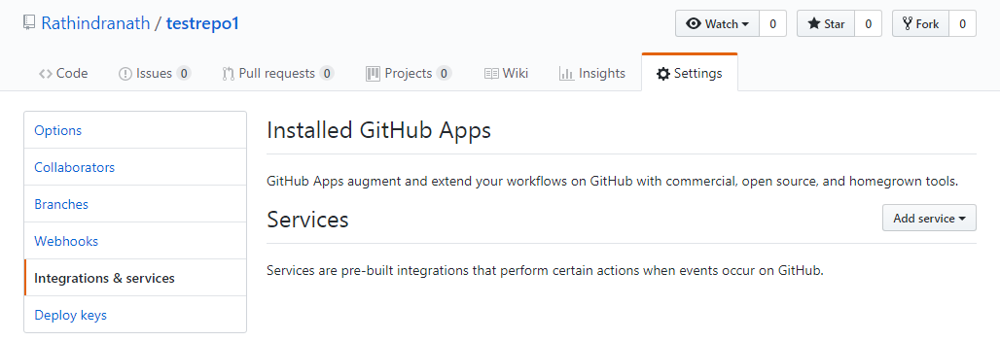 Rathindranath / testrepo1
Watch 0 Star 0 Fork 0
Code Issues 0 Pull requests 0 Projects 0 Wiki Insights Settings
Options
Collaborators
Branches
Webhooks
Integrations & services
Deploy keys
Installed GitHub Apps
GitHub Apps augment and extend your workflows on GitHub with commercial, open source, and homegrown tools.
Services Add service
Services are pre-built integrations that perform certain actions when events occur on GitHub.